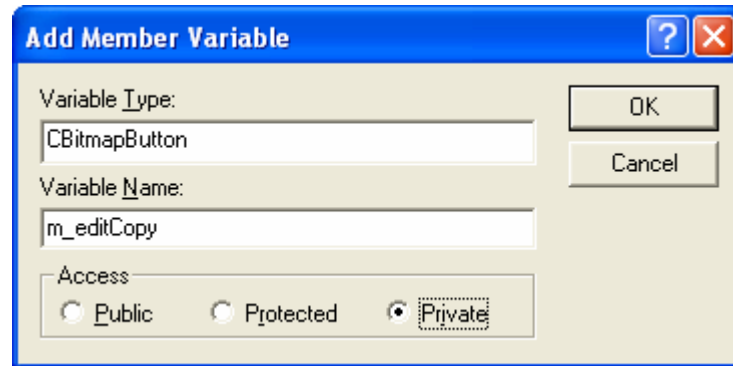 Add Member Variable
Variable Type:
CBitmapButton
Variable Name:
m_editCopy
Access
Public Protected Private
OK
Cancel